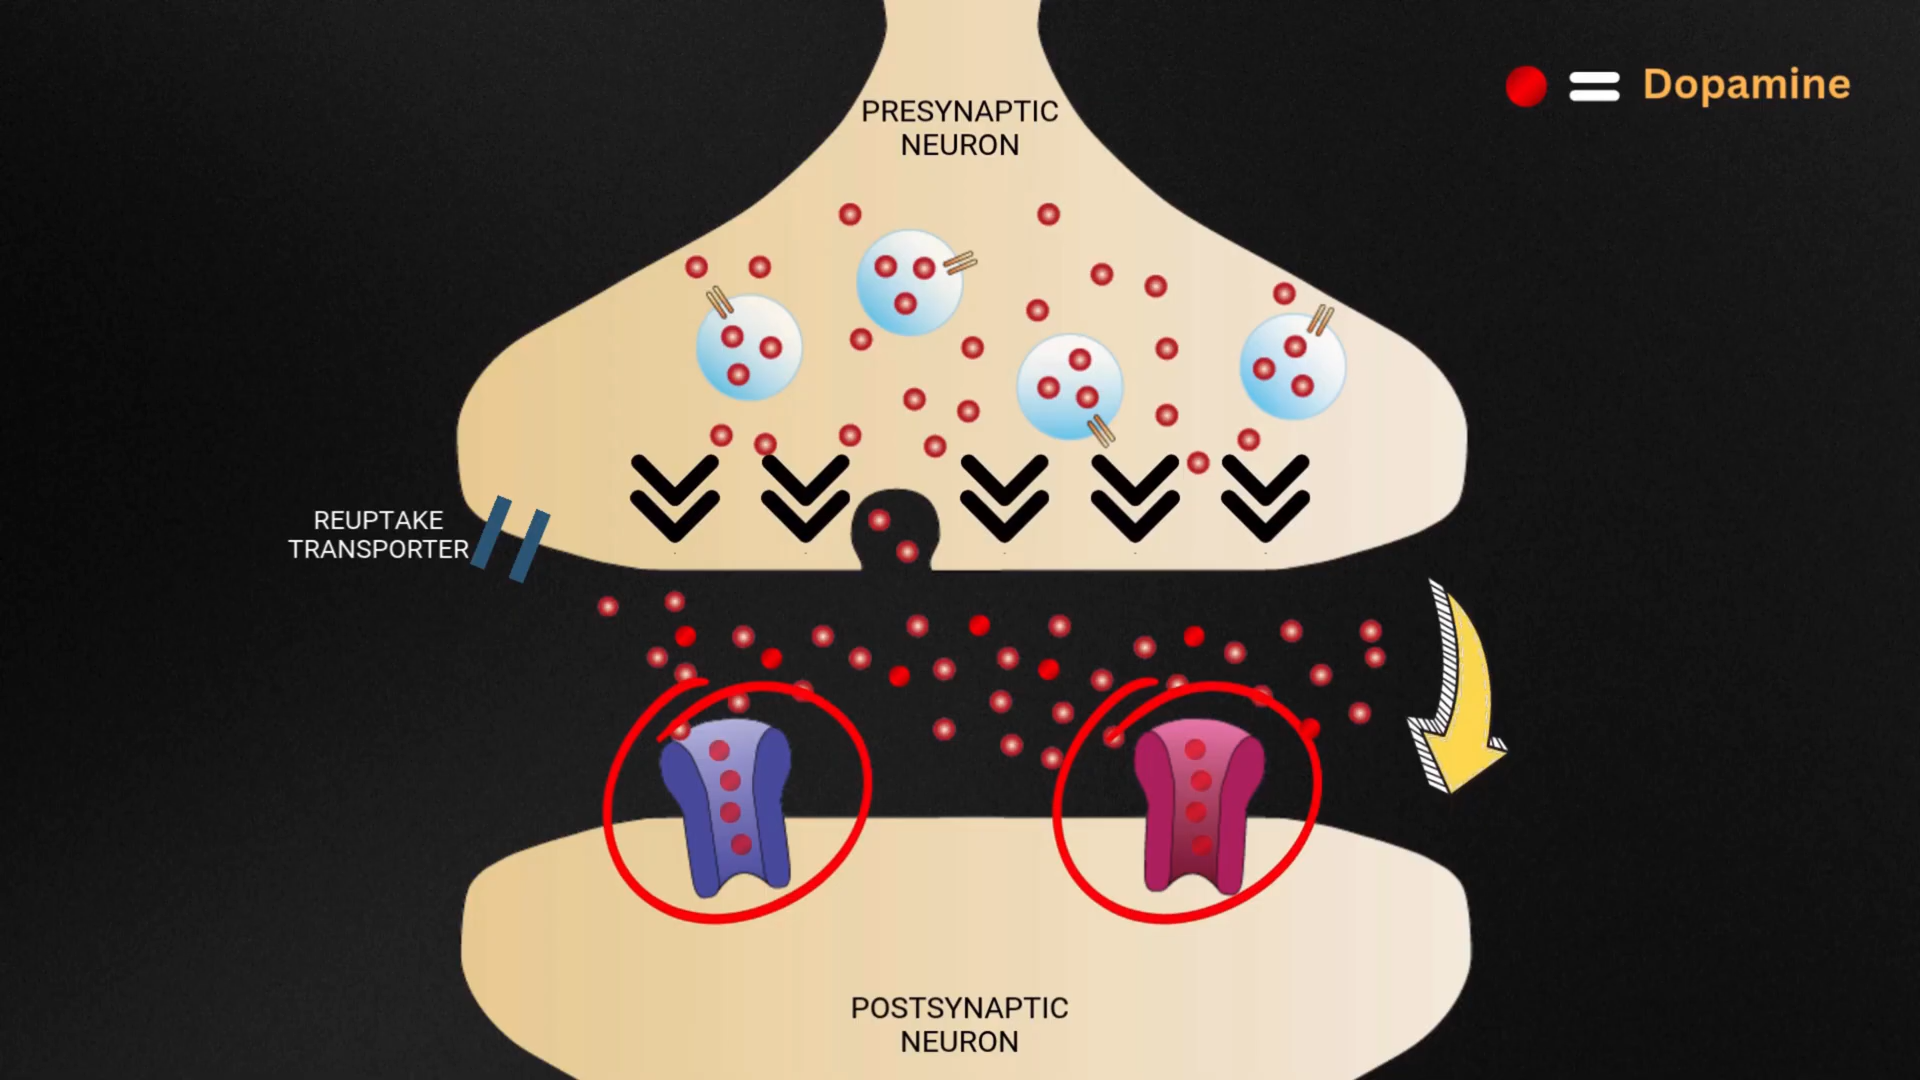 Dopamine
PRESYNAPTIC
NEURON
REUPTAKE
TRANSPORTER
POSTSYNAPTIC
NEURON